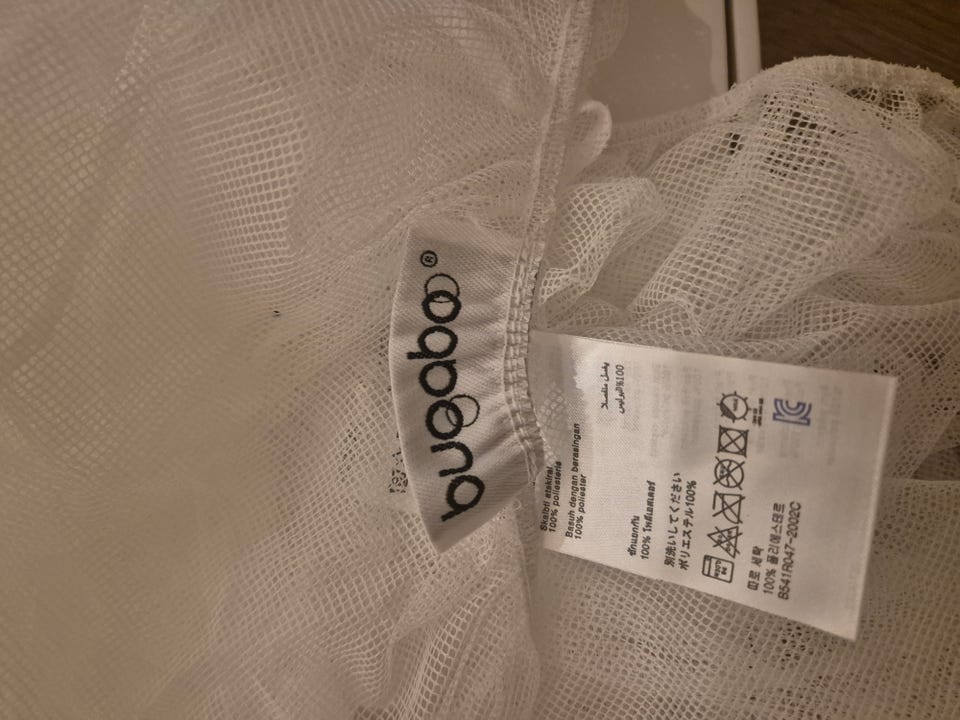 bugaboo®
Skalbti atskirai
100% poliesteris
Basuh dengan berasingan
100% poliester
ซักแยกกัน
100% โพลีเอสเตอร์
別洗いしてください
ポリエステル100%
따로 세탁
100% 폴리에스테르
B541R047-2002C
يغسل منفصلا